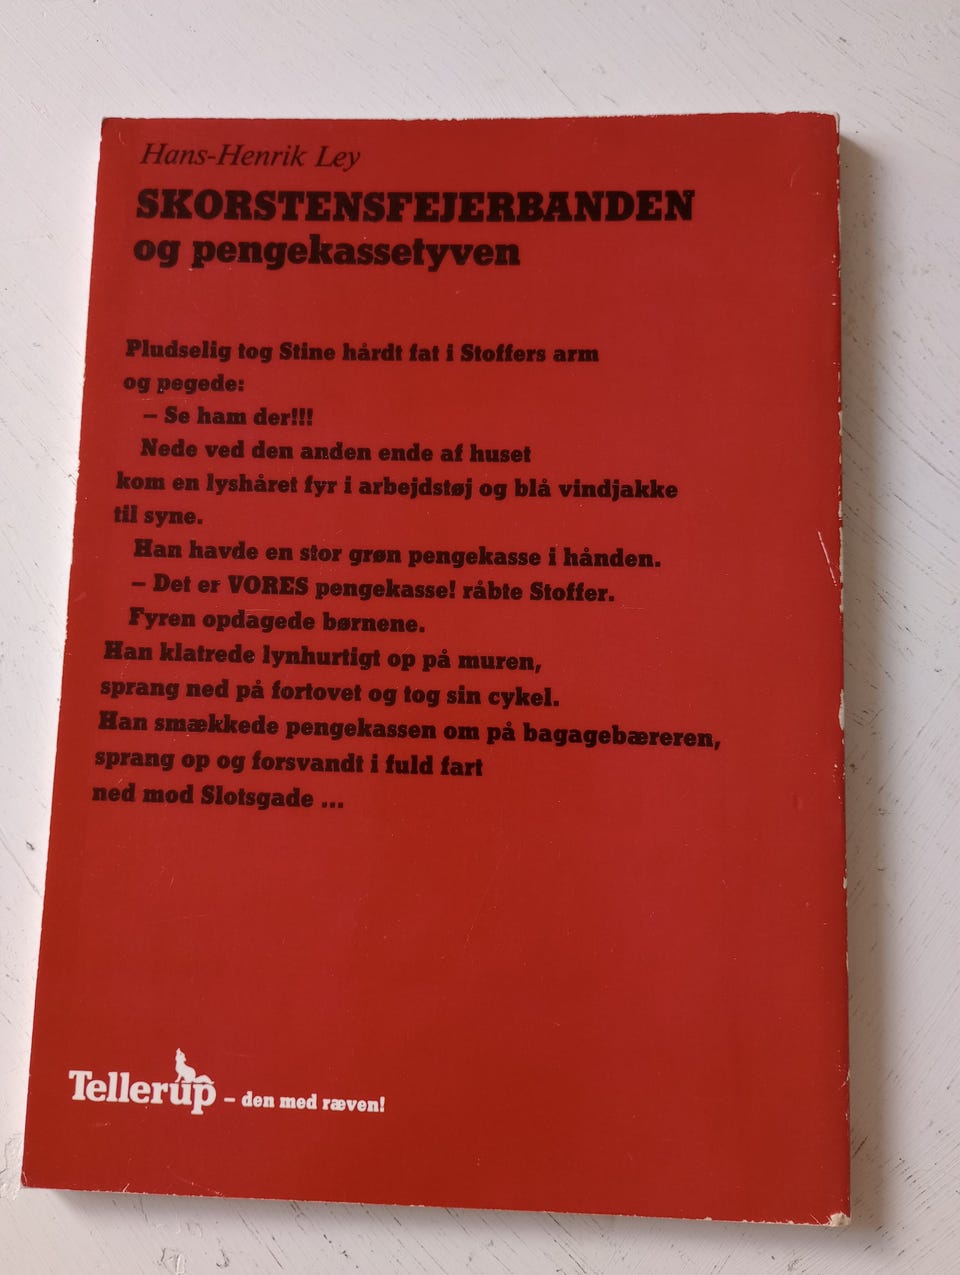 Hans-Henrik Ley
SKORSTENSFEJERBANDEN
og pengekassetyven
Pludselig tog Stine hårdt fat i Stoffers arm
og pegede:
– Se ham der!!!
Nede ved den anden ende af huset
kom en lyshåret fyr i arbejdstøj og blå vindjakke
til syne.
Han havde en stor grøn pengekasse i hånden.
– Det er VORES pengekasse! råbte Stoffer.
Fyren opdagede børnene.
Han klatrede lynhurtigt op på muren,
sprang ned på fortovet og tog sin cykel.
Han smækkede pengekassen om på bagagebæreren,
sprang op og forsvandt i fuld fart
ned mod Slotsgade ...
Tellerup – den med ræven!